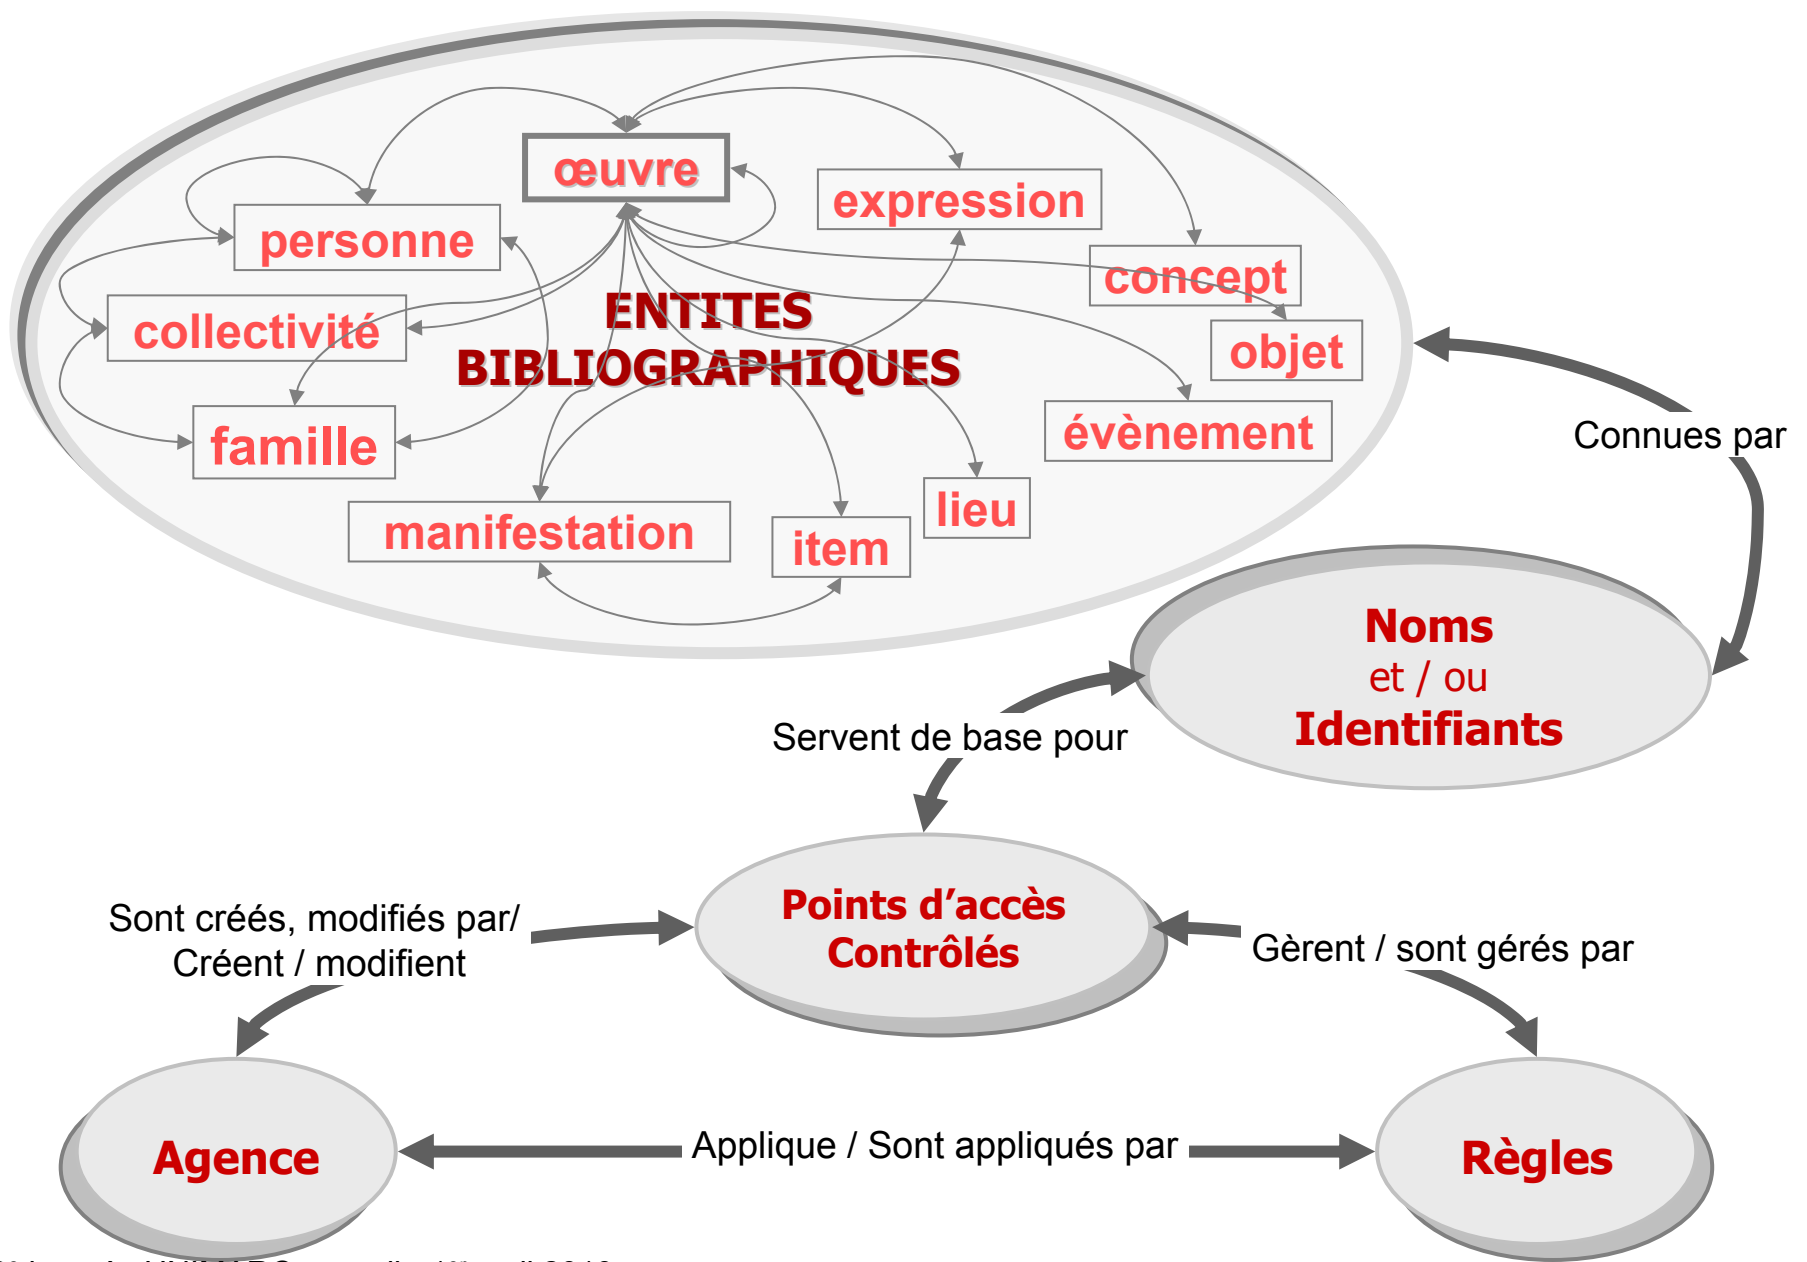 œuvre
expression
personne
concept
ENTITES
collectivité
objet
BIBLIOGRAPHIQUES
évènement
famille
lieu
manifestation
item
Connues par
Noms
et / ou
Identifiants
Servent de base pour
Points d’accès
Contrôlés
Sont créés, modifiés par/
Créent / modifient
Gèrent / sont gérés par
Agence
Applique / Sont appliqués par
Règles